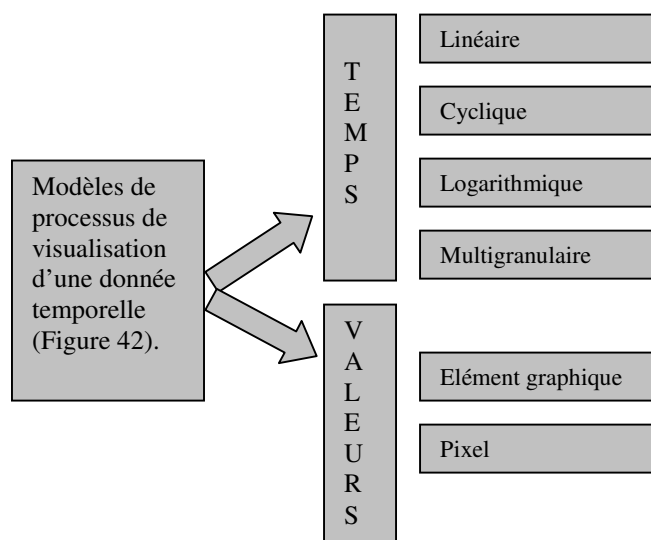 Modèles de
processus de
visualisation
d'une donnée
temporelle
(Figure 42).
T
E
M
P
S
Linéaire
Cyclique
Logarithmique
Multigranulaire
V
A
L
E
U
R
S
Elément graphique
Pixel